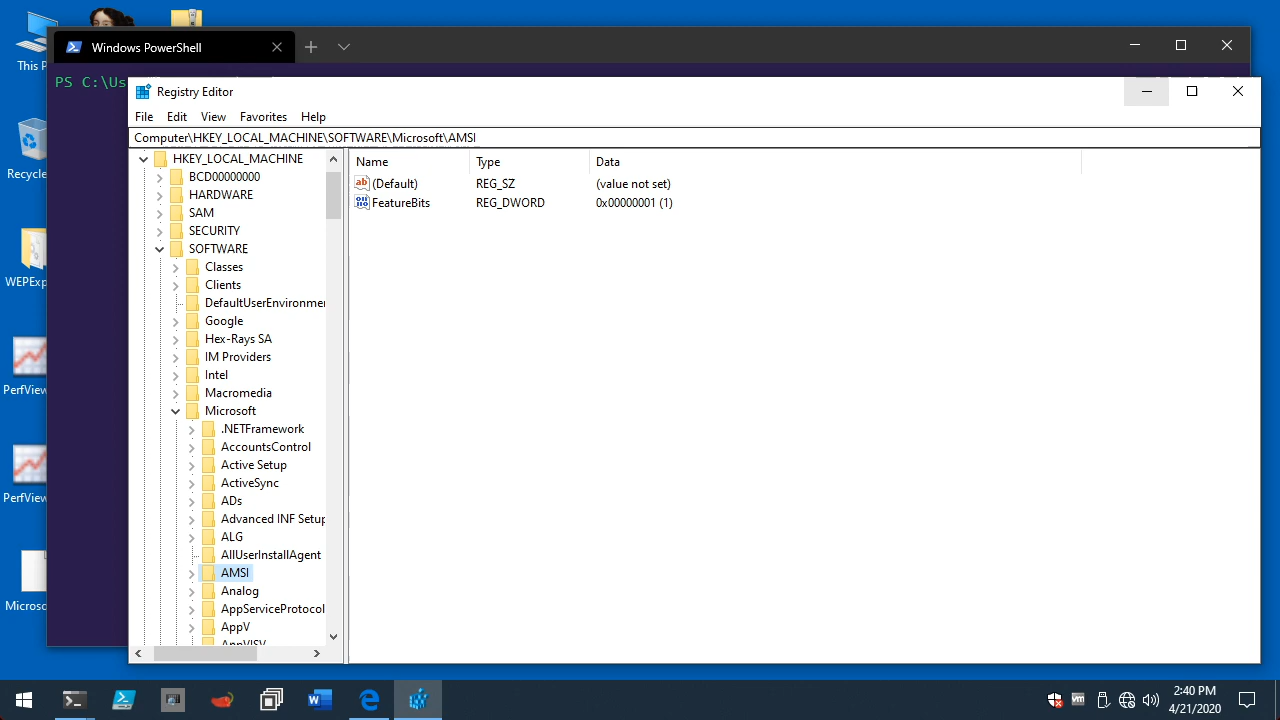 This P
Recycle
WEPExp
PerfView
PerfView
Windows PowerShell
PS C:\Us
Registry Editor
File Edit View Favorites Help
Computer\HKEY_LOCAL_MACHINE\SOFTWARE\Microsoft\AMSI
HKEY_LOCAL_MACHINE
BCD00000000
HARDWARE
SAM
SECURITY
SOFTWARE
Classes
Clients
DefaultUserEnvironmen
Google
Hex-Rays SA
IM Providers
Intel
Macromedia
Microsoft
.NETFramework
AccountsControl
Active Setup
ActiveSync
ADs
Advanced INF Setup
ALG
AllUserInstallAgent
AMSI
Analog
AppServiceProtocol
AppV
AppVISV
Name Type Data
(Default) REG_SZ (value not set)
FeatureBits REG_DWORD 0x00000001 (1)
2:40 PM
4/21/2020